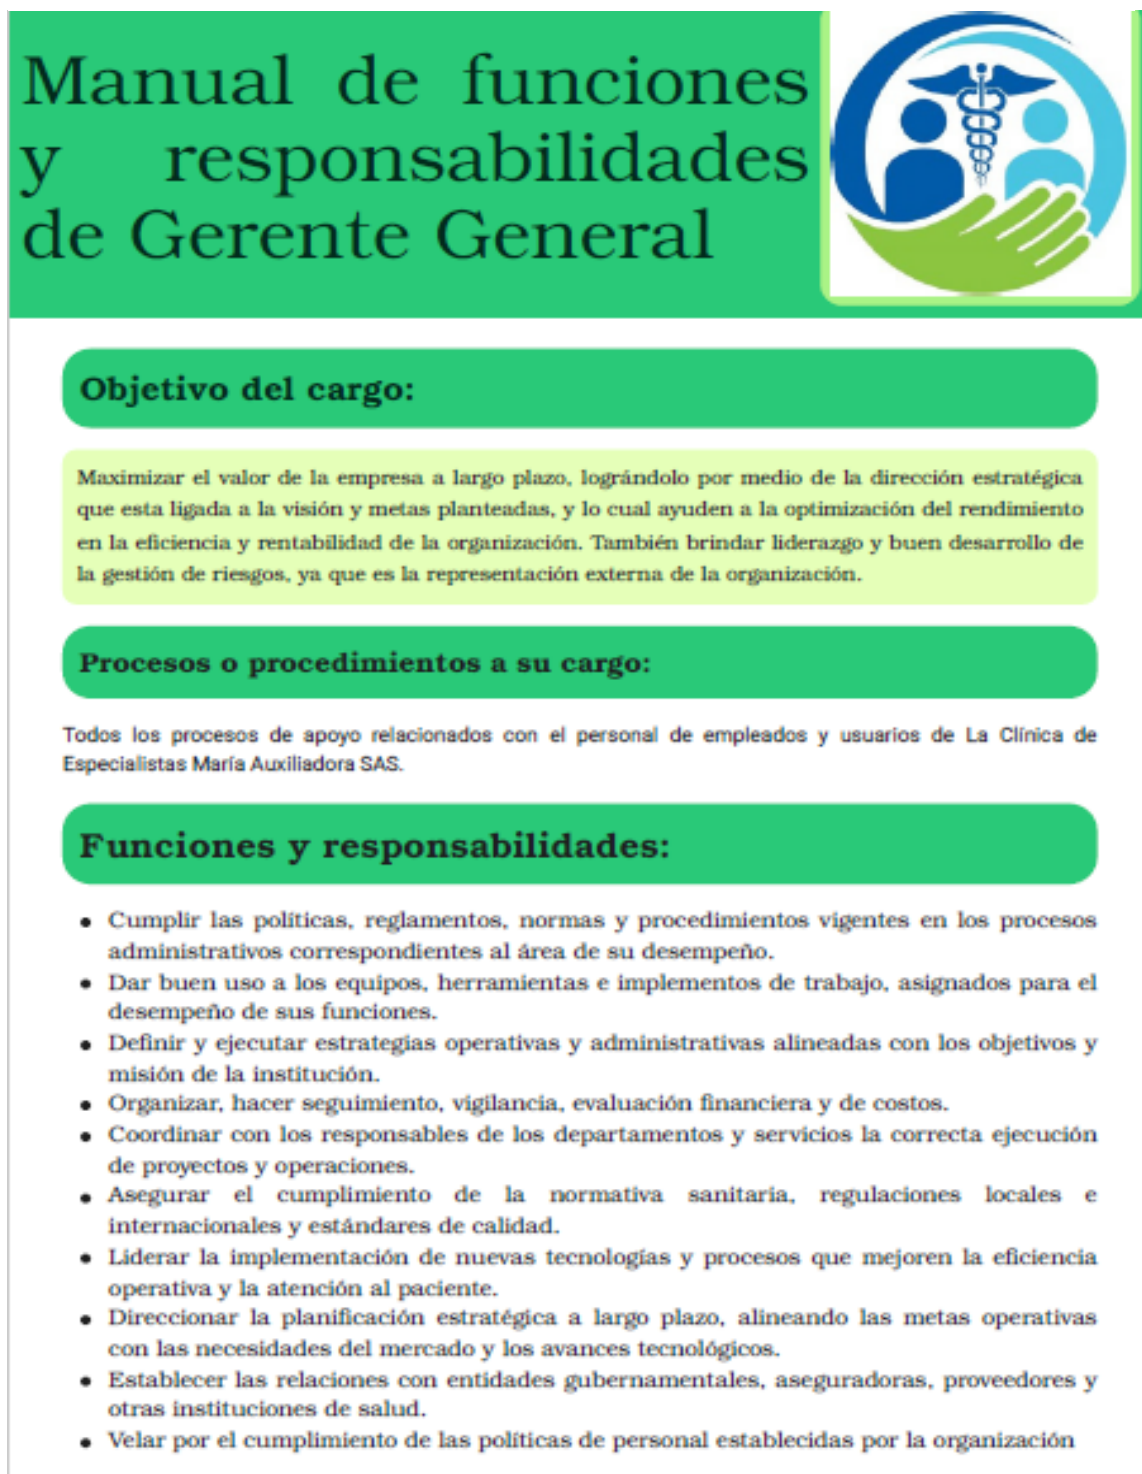 Manual de funciones
y responsabilidades
de Gerente General
Objetivo del cargo:
Maximizar el valor de la empresa a largo plazo, lográndolo por medio de la dirección estratégica
que esta ligada a la visión y metas planteadas, y lo cual ayuden a la optimización del rendimiento
en la eficiencia y rentabilidad de la organización. También brindar liderazgo y buen desarrollo de
la gestión de riesgos, ya que es la representación externa de la organización.
Procesos o procedimientos a su cargo:
Todos los procesos de apoyo relacionados con el personal de empleados y usuarios de La Clínica de
Especialistas María Auxiliadora SAS.
Funciones y responsabilidades:
• Cumplir las políticas, reglamentos, normas y procedimientos vigentes en los procesos
administrativos correspondientes al área de su desempeño.
• Dar buen uso a los equipos, herramientas e implementos de trabajo, asignados para el
desempeño de sus funciones.
• Definir y ejecutar estrategias operativas y administrativas alineadas con los objetivos y
misión de la institución.
• Organizar, hacer seguimiento, vigilancia, evaluación financiera y de costos.
• Coordinar con los responsables de los departamentos y servicios la correcta ejecución
de proyectos y operaciones.
• Asegurar el cumplimiento de la normativa sanitaria, regulaciones locales e
internacionales y estándares de calidad.
• Liderar la implementación de nuevas tecnologías y procesos que mejoren la eficiencia
operativa y la atención al paciente.
• Direccionar la planificación estratégica a largo plazo, alineando las metas operativas
con las necesidades del mercado y los avances tecnológicos.
• Establecer las relaciones con entidades gubernamentales, aseguradoras, proveedores y
otras instituciones de salud.
• Velar por el cumplimiento de las políticas de personal establecidas por la organización